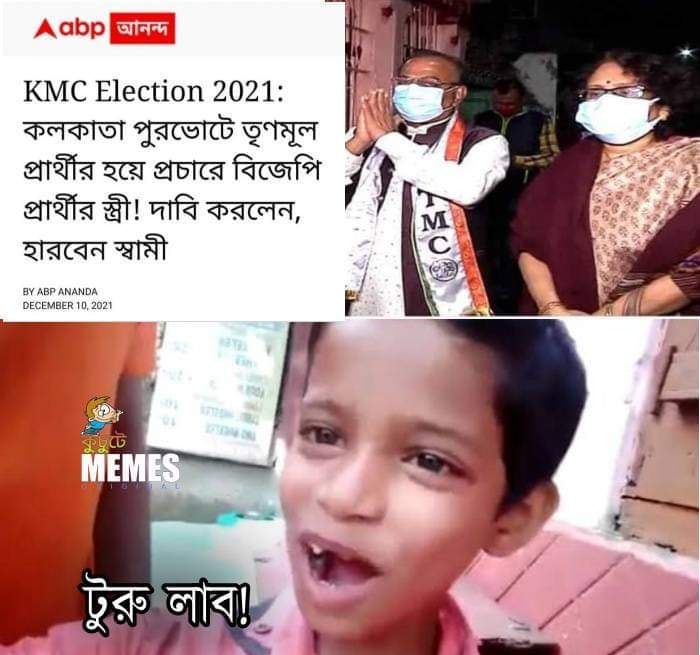 abp আনন্দ
KMC Election 2021:
কলকাতা পুরভোটে তৃণমূল
প্রার্থীর হয়ে প্রচারে বিজেপি
প্রার্থীর স্ত্রী! দাবি করলেন,
হারবেন স্বামী
BY ABP ANANDA
DECEMBER 10, 2021
TMC
কুচুটে
MEMES
ORIGINAL
টুরু লাব!